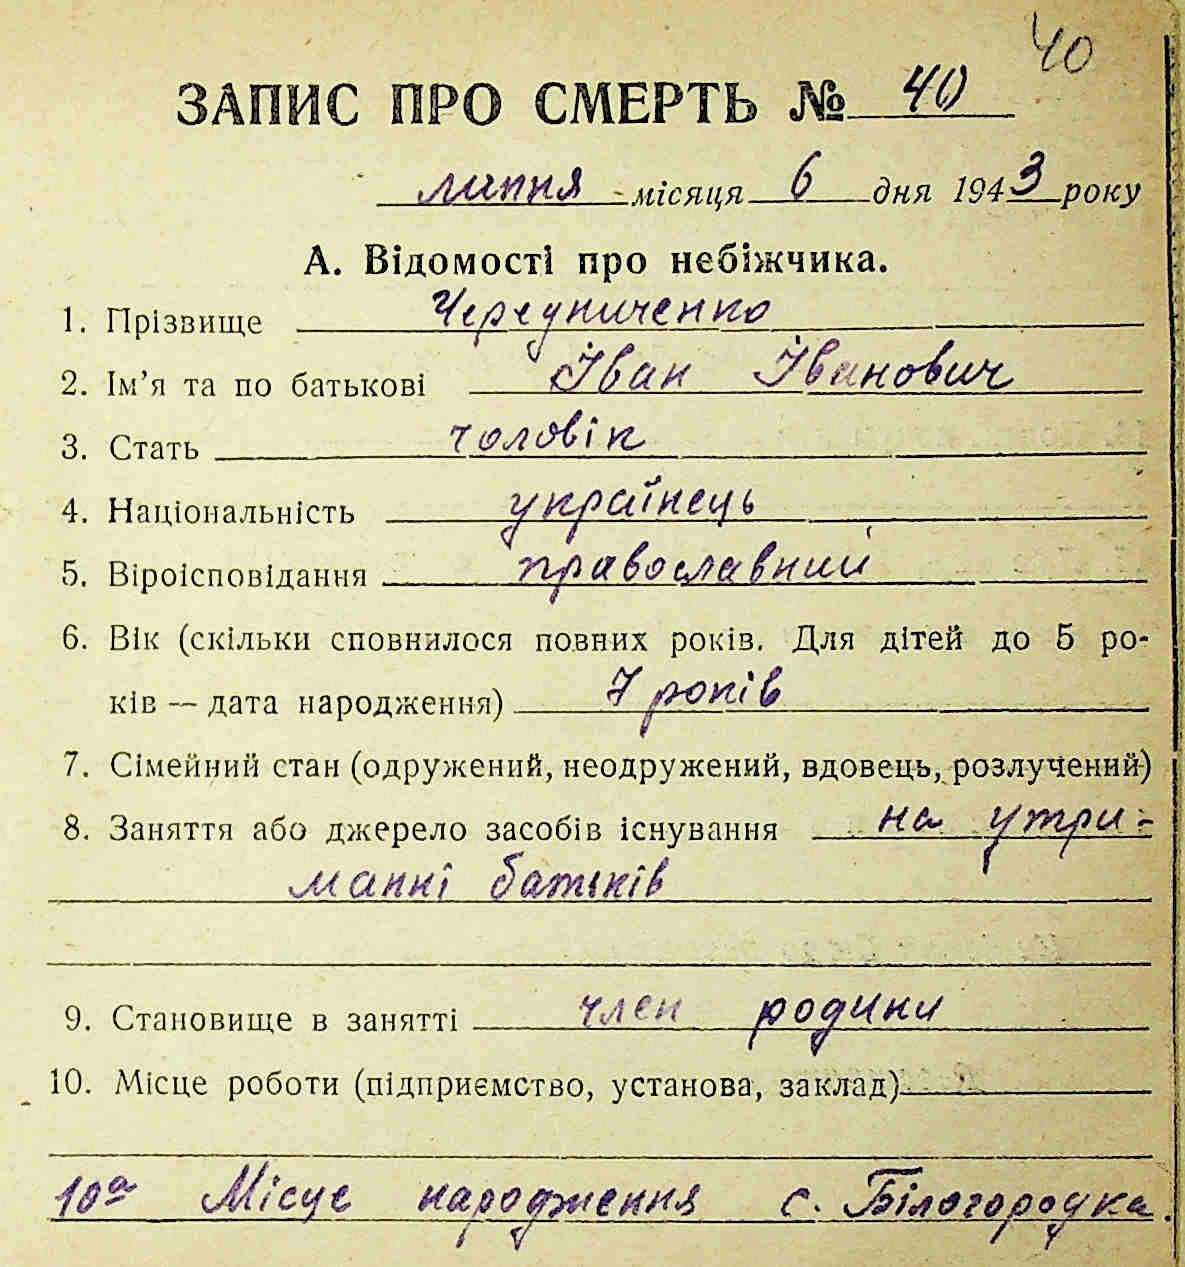 40
ЗАПИС ПРО СМЕРТЬ № 40
липня місяця 6 дня 1943 року
А. Відомості про небіжчика.
1. Прізвище Чередниченко
2. Ім’я та по батькові Іван Іванович
3. Стать чоловік
4. Національність українець
5. Віроісповідання православний
6. Вік (скільки сповнилося повних років. Для дітей до 5 ро-
ків — дата народження) 7 років
7. Сімейний стан (одружений, неодружений, вдовець, розлучений)
8. Заняття або джерело засобів існування на утри-
манні батьків
9. Становище в занятті член родини
10. Місце роботи (підприємство, установа, заклад)
10а Місце народження с. Білогородка.